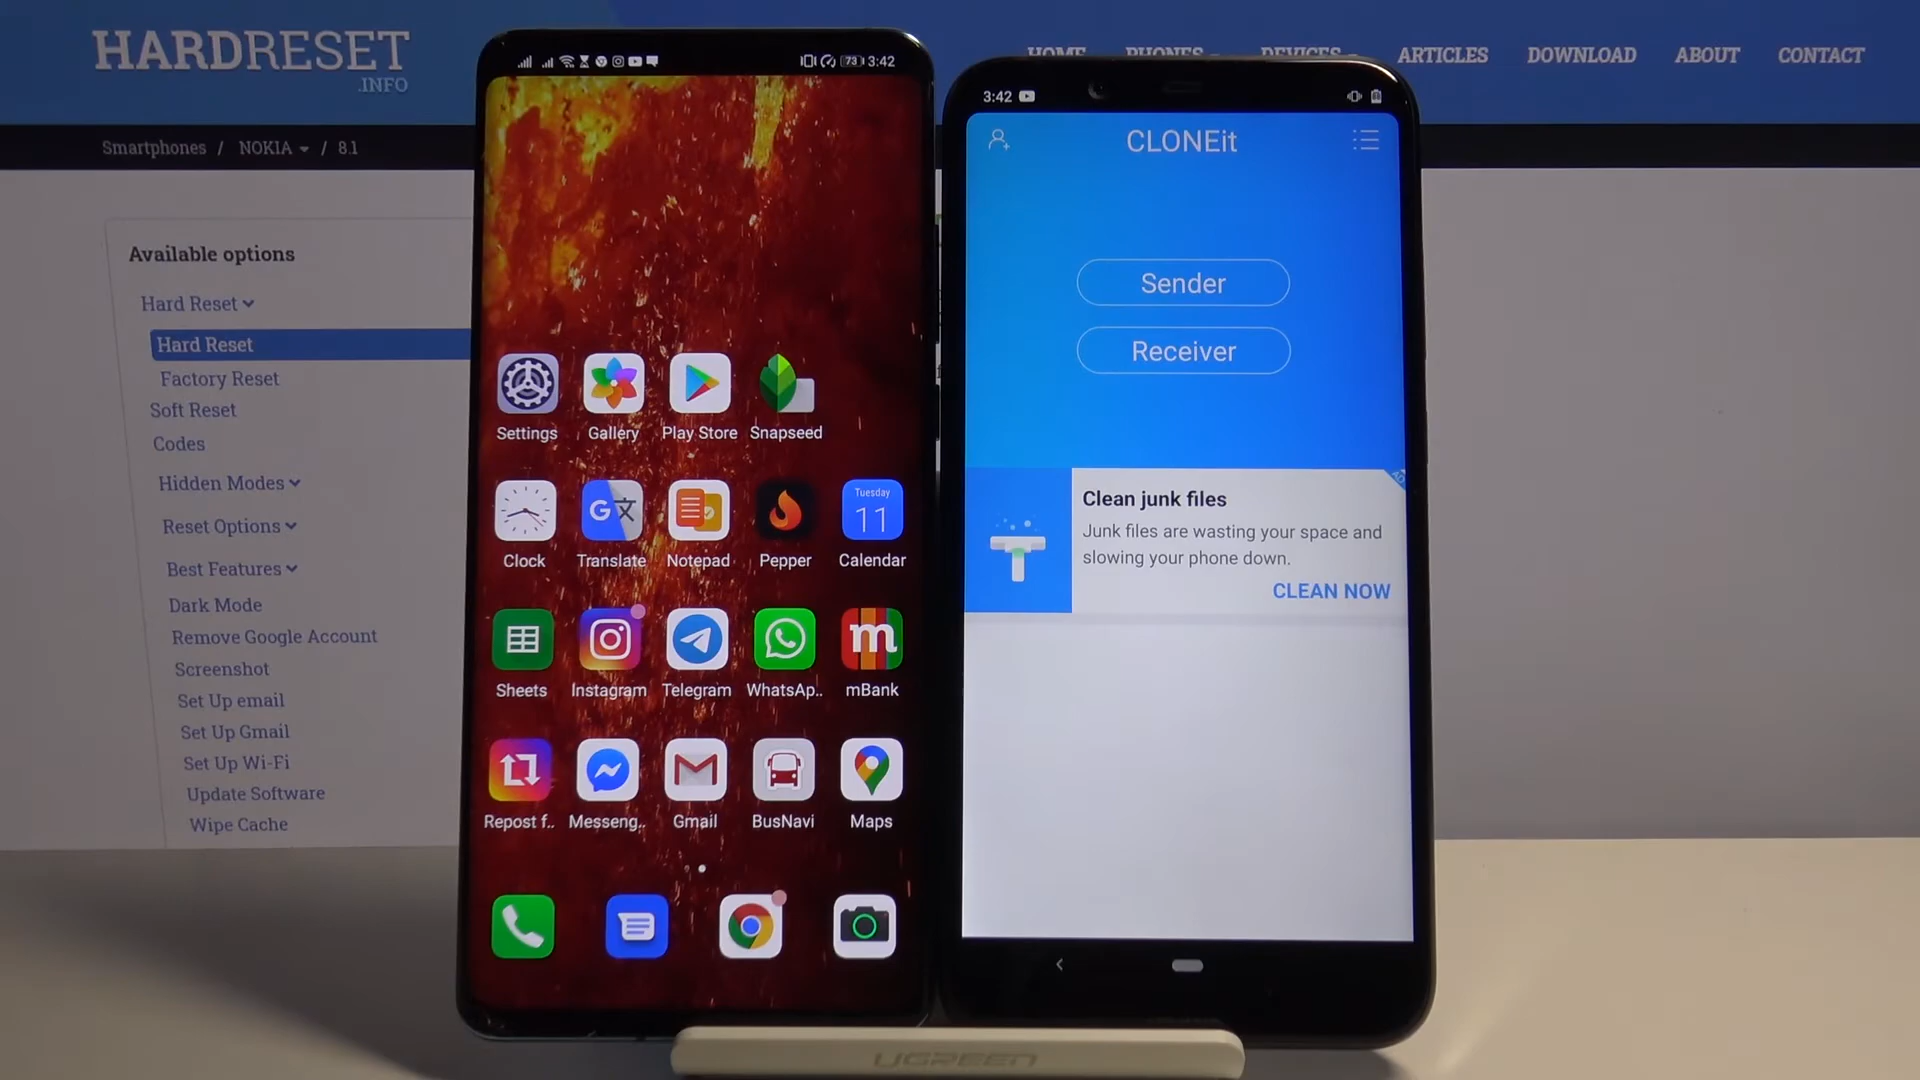 HARDRESET
.INFO
HOME PHONES DEVICES ARTICLES DOWNLOAD ABOUT CONTACT
Smartphones / NOKIA / 8.1
Available options
Hard Reset
Hard Reset
Factory Reset
Soft Reset
Codes
Hidden Modes
Reset Options
Best Features
Dark Mode
Remove Google Account
Screenshot
Set Up email
Set Up Gmail
Set Up Wi-Fi
Update Software
Wipe Cache
73 3:42
Settings Gallery Play Store Snapseed
Tuesday
11
Clock Translate Notepad Pepper Calendar
m
Sheets Instagram Telegram WhatsAp.. mBank
Repost f.. Messeng.. Gmail BusNavi Maps
3:42
CLONEit
Sender
Receiver
AD
Clean junk files
Junk files are wasting your space and
slowing your phone down.
CLEAN NOW
UGREEN